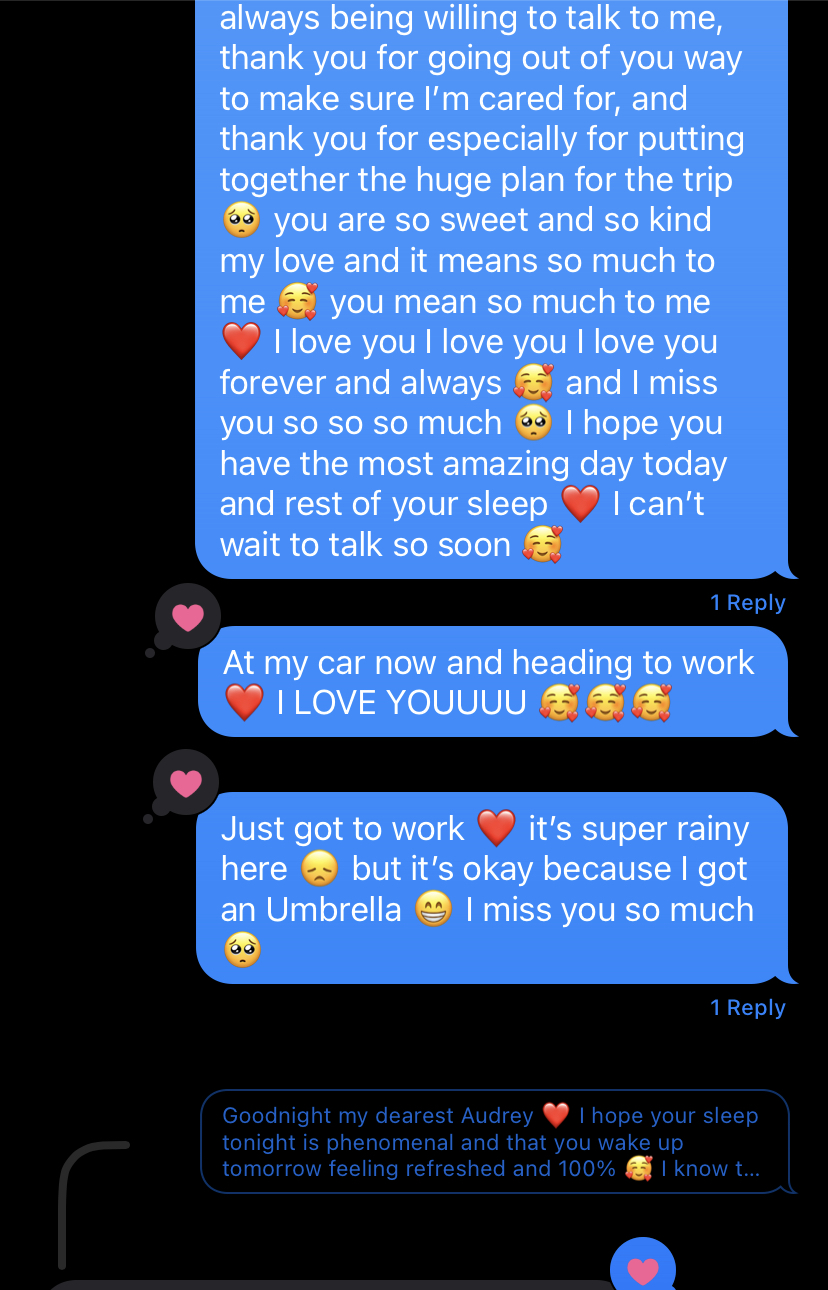 always being willing to talk to me,
thank you for going out of you way
to make sure I’m cared for, and
thank you for especially for putting
together the huge plan for the trip
🥺 you are so sweet and so kind
my love and it means so much to
me 🥰 you mean so much to me
❤️ I love you I love you I love you
forever and always 🥰 and I miss
you so so so much 🥺 I hope you
have the most amazing day today
and rest of your sleep ❤️ I can’t
wait to talk so soon 🥰
1 Reply
At my car now and heading to work
❤️ I LOVE YOUUUU 🥰🥰🥰
Just got to work ❤️ it’s super rainy
here 😞 but it’s okay because I got
an Umbrella 😁 I miss you so much
🥺
1 Reply
Goodnight my dearest Audrey ❤️ I hope your sleep
tonight is phenomenal and that you wake up
tomorrow feeling refreshed and 100% 🥰 I know t...